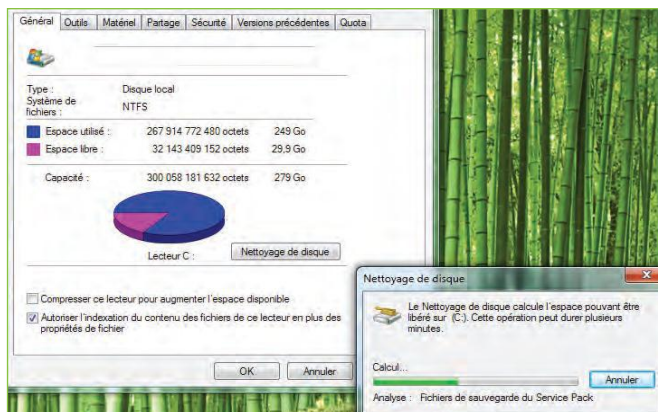 Général Outils Matériel Partage Sécurité Versions précédentes Quota
Type : Disque local
Système de fichiers : NTFS
Espace utilisé : 267 914 772 480 octets 249 Go
Espace libre : 32 143 409 152 octets 29,9 Go
Capacité : 300 058 181 632 octets 279 Go
Lecteur C : Nettoyage de disque
Compresser ce lecteur pour augmenter l'espace disponible
Autoriser l'indexation du contenu des fichiers de ce lecteur en plus des
propriétés de fichier
OK Annuler
Nettoyage de disque
Le Nettoyage de disque calcule l'espace pouvant être
libéré sur (C:). Cette opération peut durer plusieurs
minutes.
Calcul...
Annuler
Analyse : Fichiers de sauvegarde du Service Pack